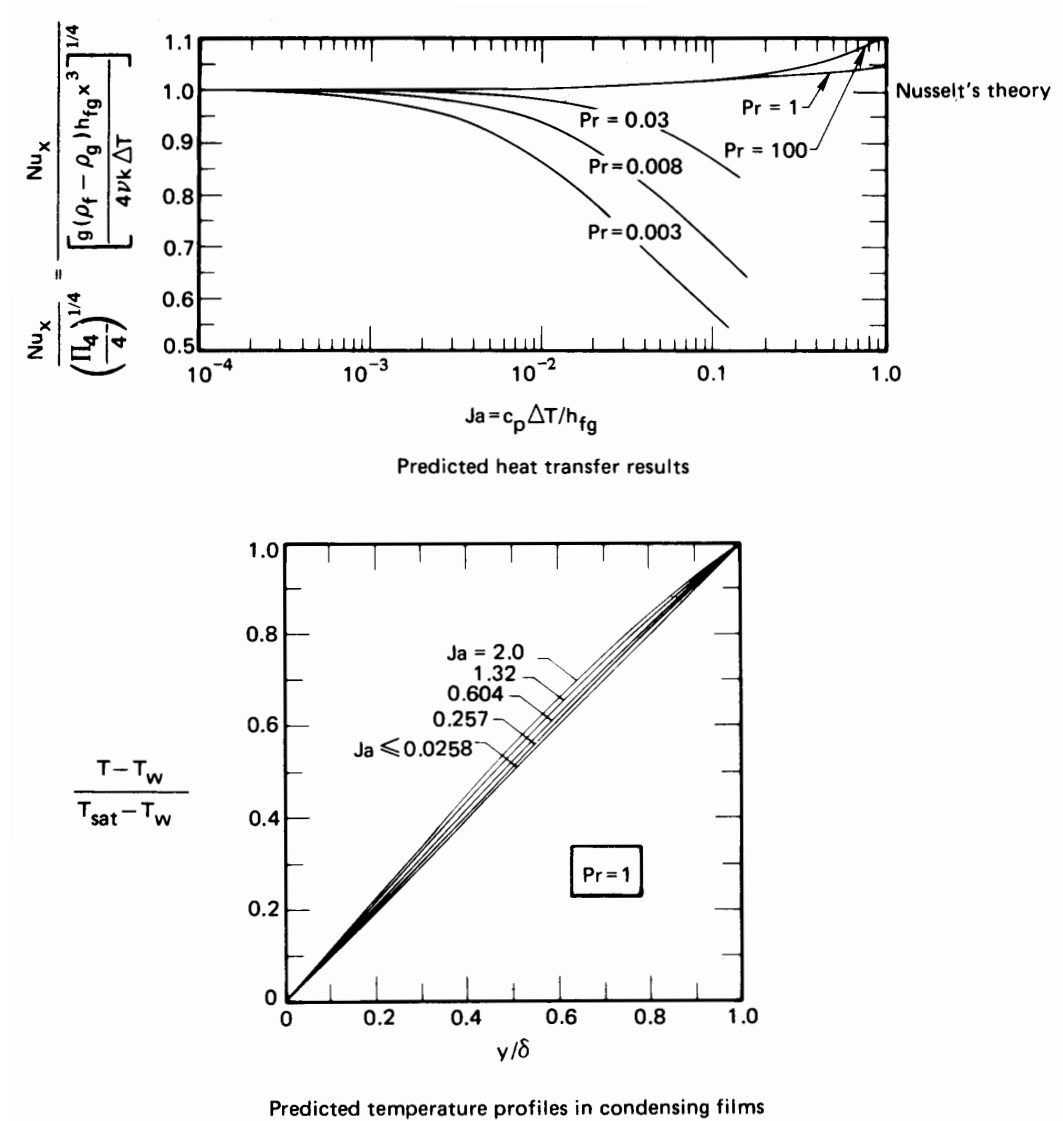 Nu_x / (Π_4 / 4)^{1/4} = Nu_x / [g(ρ_f − ρ_g) h_fg x^3 / 4νk ΔT]^{1/4}
1.1
1.0
0.9
0.8
0.7
0.6
0.5
Nusselt's theory
Pr = 1
Pr = 100
Pr = 0.03
Pr = 0.008
Pr = 0.003
10^{−4}
10^{−3}
10^{−2}
0.1
1.0
Ja = c_p ΔT/h_fg
Predicted heat transfer results
1.0
0.8
0.6
0.4
0.2
0
Ja = 2.0
1.32
0.604
0.257
Ja ⩽ 0.0258
T − T_w
T_sat − T_w
Pr = 1
0
0.2
0.4
0.6
0.8
1.0
y/δ
Predicted temperature profiles in condensing films